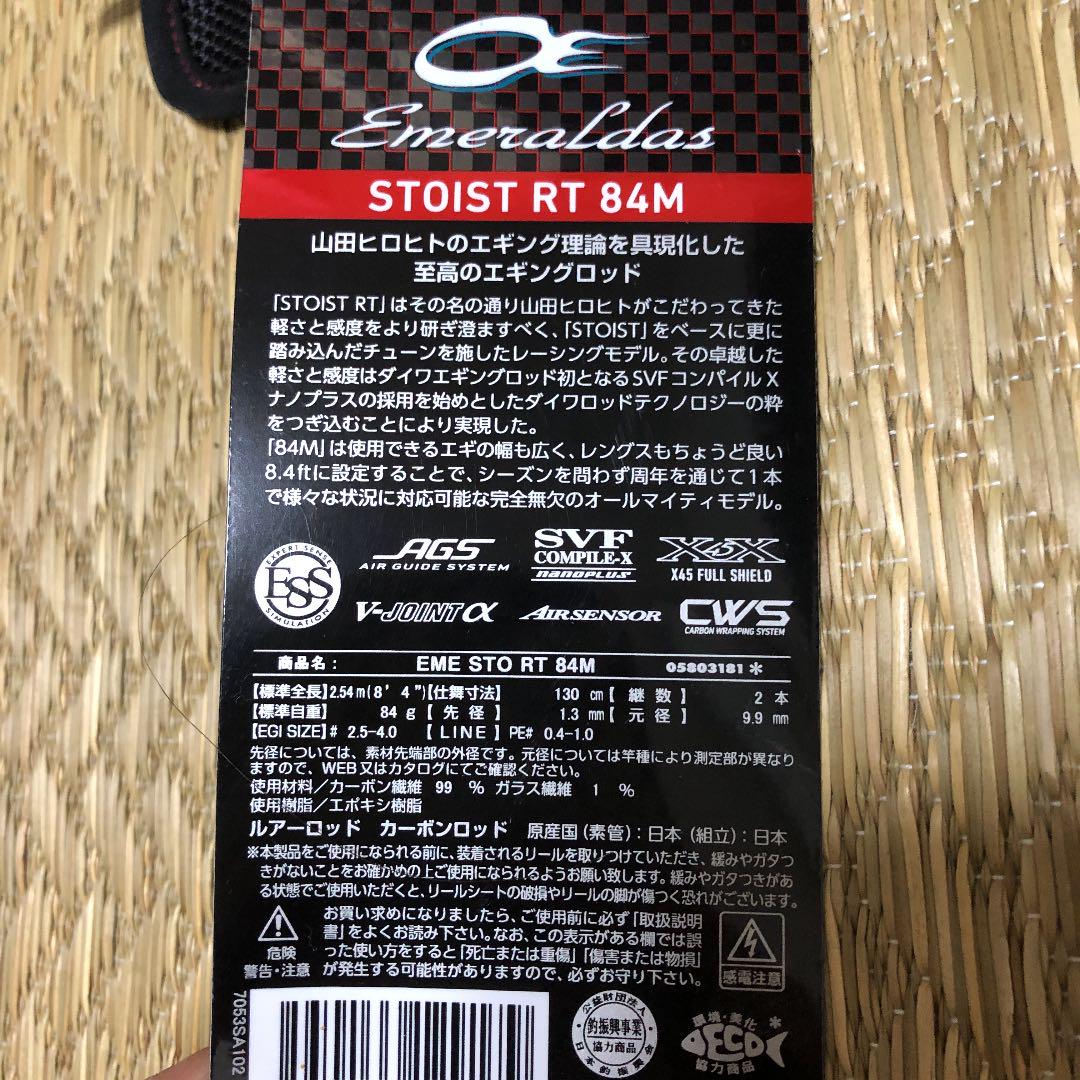 Emeraldas
STOIST RT 84M
山田ヒロヒトのエギング理論を具現化した
至高のエギングロッド
「STOIST RT」はその名の通り山田ヒロヒトがこだわってきた
軽さと感度をより研ぎ澄ますべく、「STOIST」をベースに更に
踏み込んだチューンを施したレーシングモデル。その卓越した
軽さと感度はダイワエギングロッド初となるSVFコンパイルX
ナノプラスの採用を始めとしたダイワロッドテクノロジーの粋
をつぎ込むことにより実現した。
「84M」は使用できるエギの幅も広く、レングスもちょうど良い
8.4ftに設定することで、シーズンを問わず周年を通じて1本
で様々な状況に対応可能な完全無欠のオールマイティモデル。
EXPERT SENSE
ESS
SIMULATION
AGS
AIR GUIDE SYSTEM
SVF
COMPILE-X
nanoplus
X45X
X45 FULL SHIELD
V-JOINT α
AIRSENSOR
CWS
CARBON WRAPPING SYSTEM
商品名： EME STO RT 84M 05803181＊
【標準全長】2.54m(8'4")【仕舞寸法】 130 cm【継数】 2 本
【標準自重】 84 g【先径】 1.3 mm【元径】 9.9 mm
【EGI SIZE】# 2.5-4.0 【LINE】PE# 0.4-1.0
先径については、素材先端部の外径です。元径については竿種により測定部が異なり
ますので、WEB又はカタログにてご確認ください。
使用材料／カーボン繊維 99 % ガラス繊維 1 %
使用樹脂／エポキシ樹脂
ルアーロッド カーボンロッド 原産国（素管）：日本（組立）：日本
※本製品をご使用になられる前に、装着されるリールを取りつけていただき、緩みやガタつ
きがないことをお確かめの上ご使用になられるようお願い致します。緩みやガタつきがあ
る状態でご使用いただくと、リールシートの破損やリールの脚が傷つく恐れがございます。
危険
警告・注意
お買い求めになりましたら、ご使用前に必ず「取扱説明
書」をよくお読み下さい。なお、この表示がある欄では誤
った使い方をすると「死亡または重傷」「傷害または物損」
が発生する可能性がありますので、必ずお守り下さい。
感電注意
7053SA102
公益財団法人
釣振興事業
協力商品
日本釣振興会
環境・美化
ECO
協力商品
＊